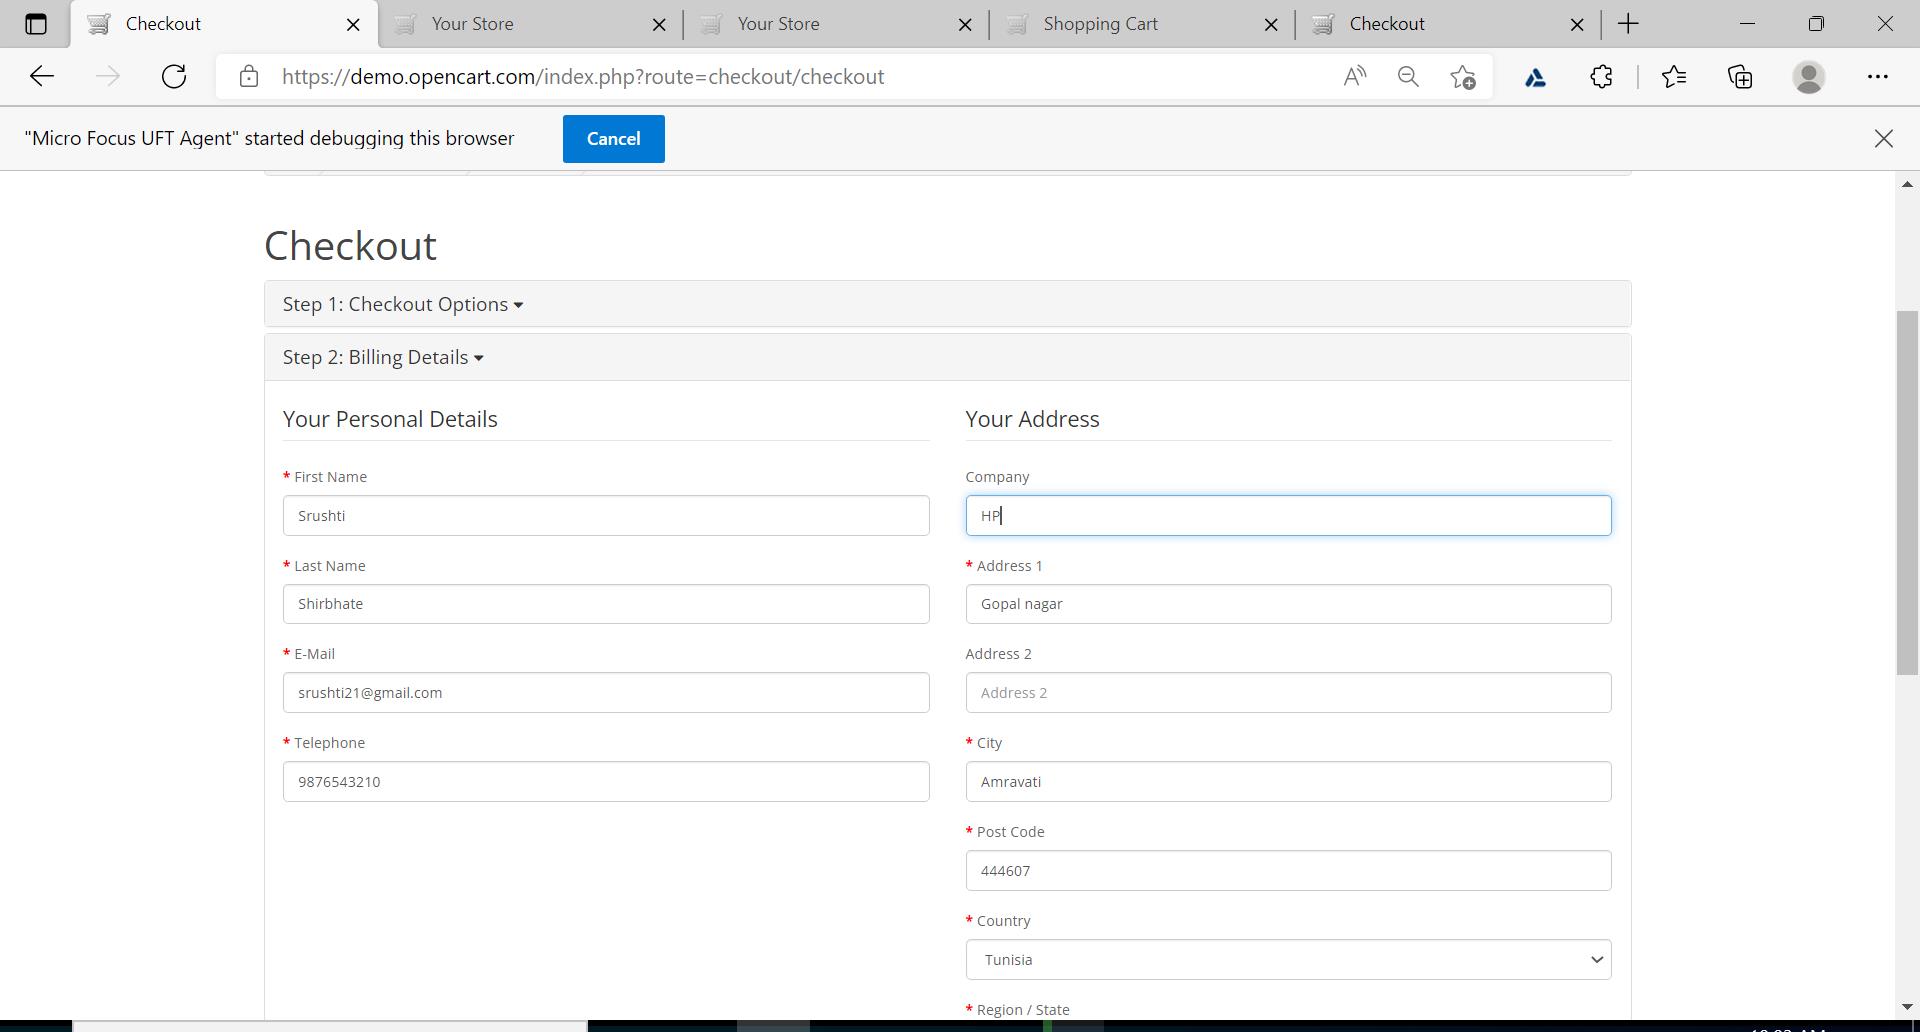 Checkout
Your Store
Your Store
Shopping Cart
Checkout
https://demo.opencart.com/index.php?route=checkout/checkout
"Micro Focus UFT Agent" started debugging this browser
Cancel
Checkout
Step 1: Checkout Options
Step 2: Billing Details
Your Personal Details
Your Address
* First Name
Company
Srushti
HP
* Last Name
* Address 1
Shirbhate
Gopal nagar
* E-Mail
Address 2
srushti21@gmail.com
Address 2
* Telephone
* City
9876543210
Amravati
* Post Code
444607
* Country
Tunisia
* Region / State